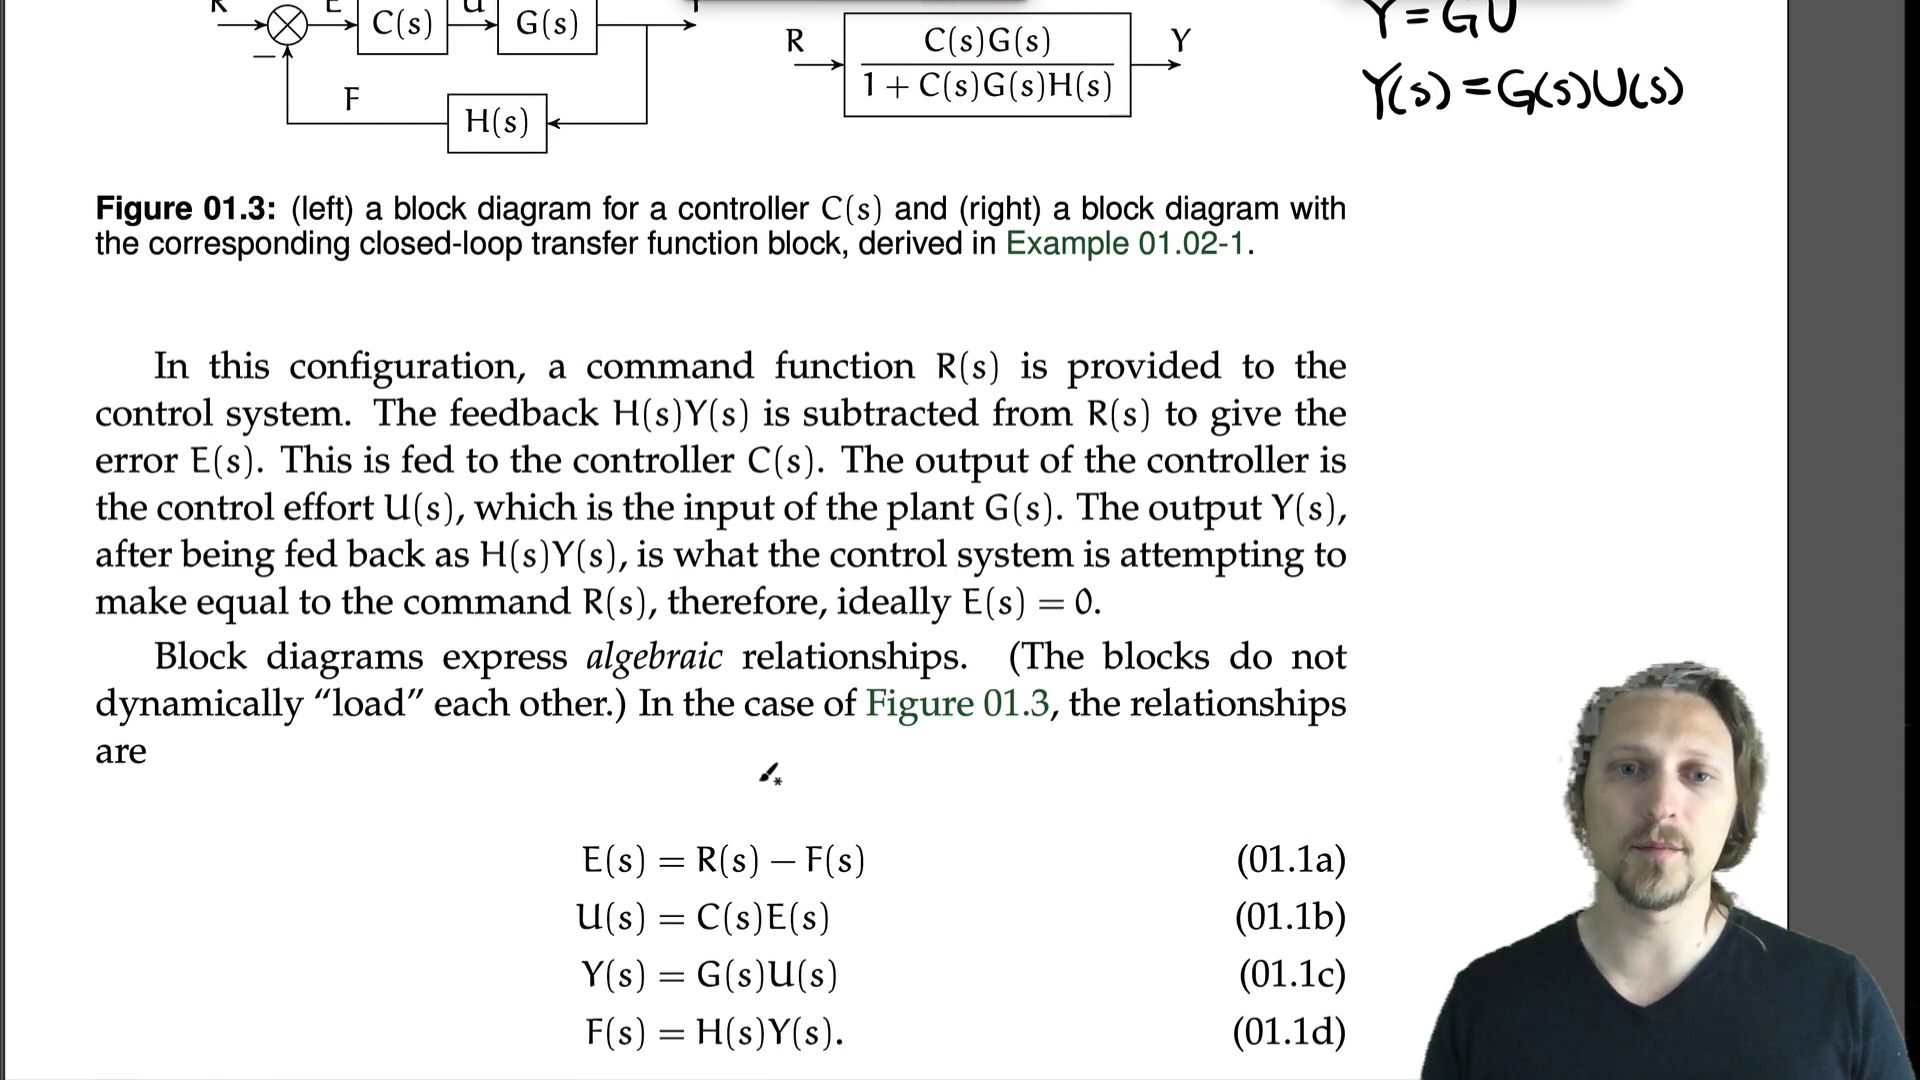 R E C(s) U G(s) Y
F H(s)
R C(s)G(s) Y
1 + C(s)G(s)H(s)
Y = GU
Y(s) = G(s)U(s)
Figure 01.3: (left) a block diagram for a controller C(s) and (right) a block diagram with
the corresponding closed-loop transfer function block, derived in Example 01.02-1.
In this configuration, a command function R(s) is provided to the
control system. The feedback H(s)Y(s) is subtracted from R(s) to give the
error E(s). This is fed to the controller C(s). The output of the controller is
the control effort U(s), which is the input of the plant G(s). The output Y(s),
after being fed back as H(s)Y(s), is what the control system is attempting to
make equal to the command R(s), therefore, ideally E(s) = 0.
Block diagrams express algebraic relationships. (The blocks do not
dynamically “load” each other.) In the case of Figure 01.3, the relationships
are
E(s) = R(s) − F(s) (01.1a)
U(s) = C(s)E(s) (01.1b)
Y(s) = G(s)U(s) (01.1c)
F(s) = H(s)Y(s). (01.1d)